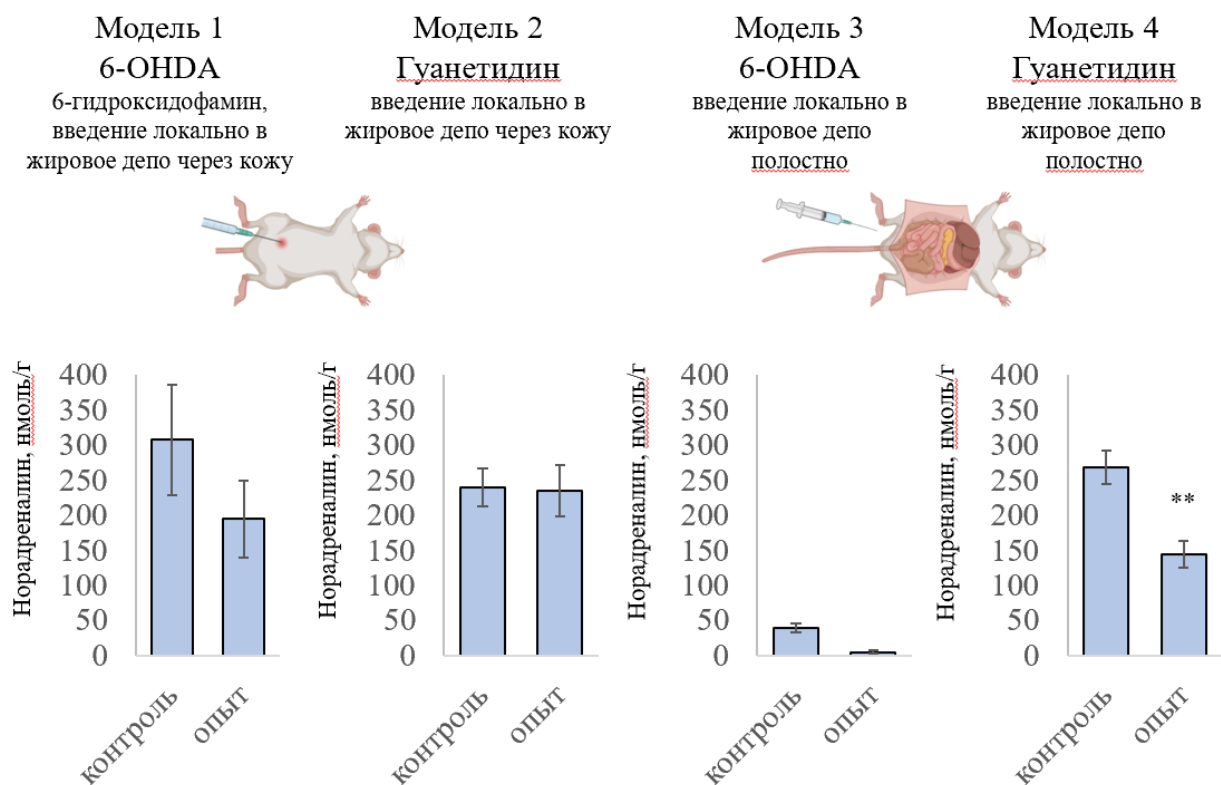 Модель 1
6-OHDA
6-гидроксидофамин,
введение локально в
жировое депо через кожу
Модель 2
Гуанетидин
введение локально в
жировое депо через кожу
Модель 3
6-OHDA
введение локально в
жировое депо
полостно
Модель 4
Гуанетидин
введение локально в
жировое депо
полостно
Норадреналин, нмоль/г
400
350
300
250
200
150
100
50
0
контроль
опыт
Норадреналин, нмоль/г
400
350
300
250
200
150
100
50
0
контроль
опыт
Норадреналин, нмоль/г
400
350
300
250
200
150
100
50
0
контроль
опыт
Норадреналин, нмоль/г
400
350
300
250
200
150
100
50
0
**
контроль
опыт